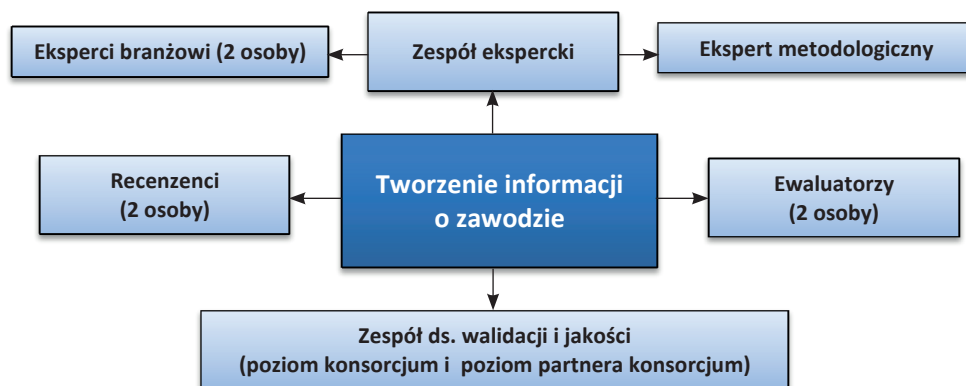 Eksperci branżowi (2 osoby)
Zespół ekspercki
Ekspert metodologiczny
Recenzenci
(2 osoby)
Tworzenie informacji
o zawodzie
Ewaluatorzy
(2 osoby)
Zespół ds. walidacji i jakości
(poziom konsorcjum i poziom partnera konsorcjum)